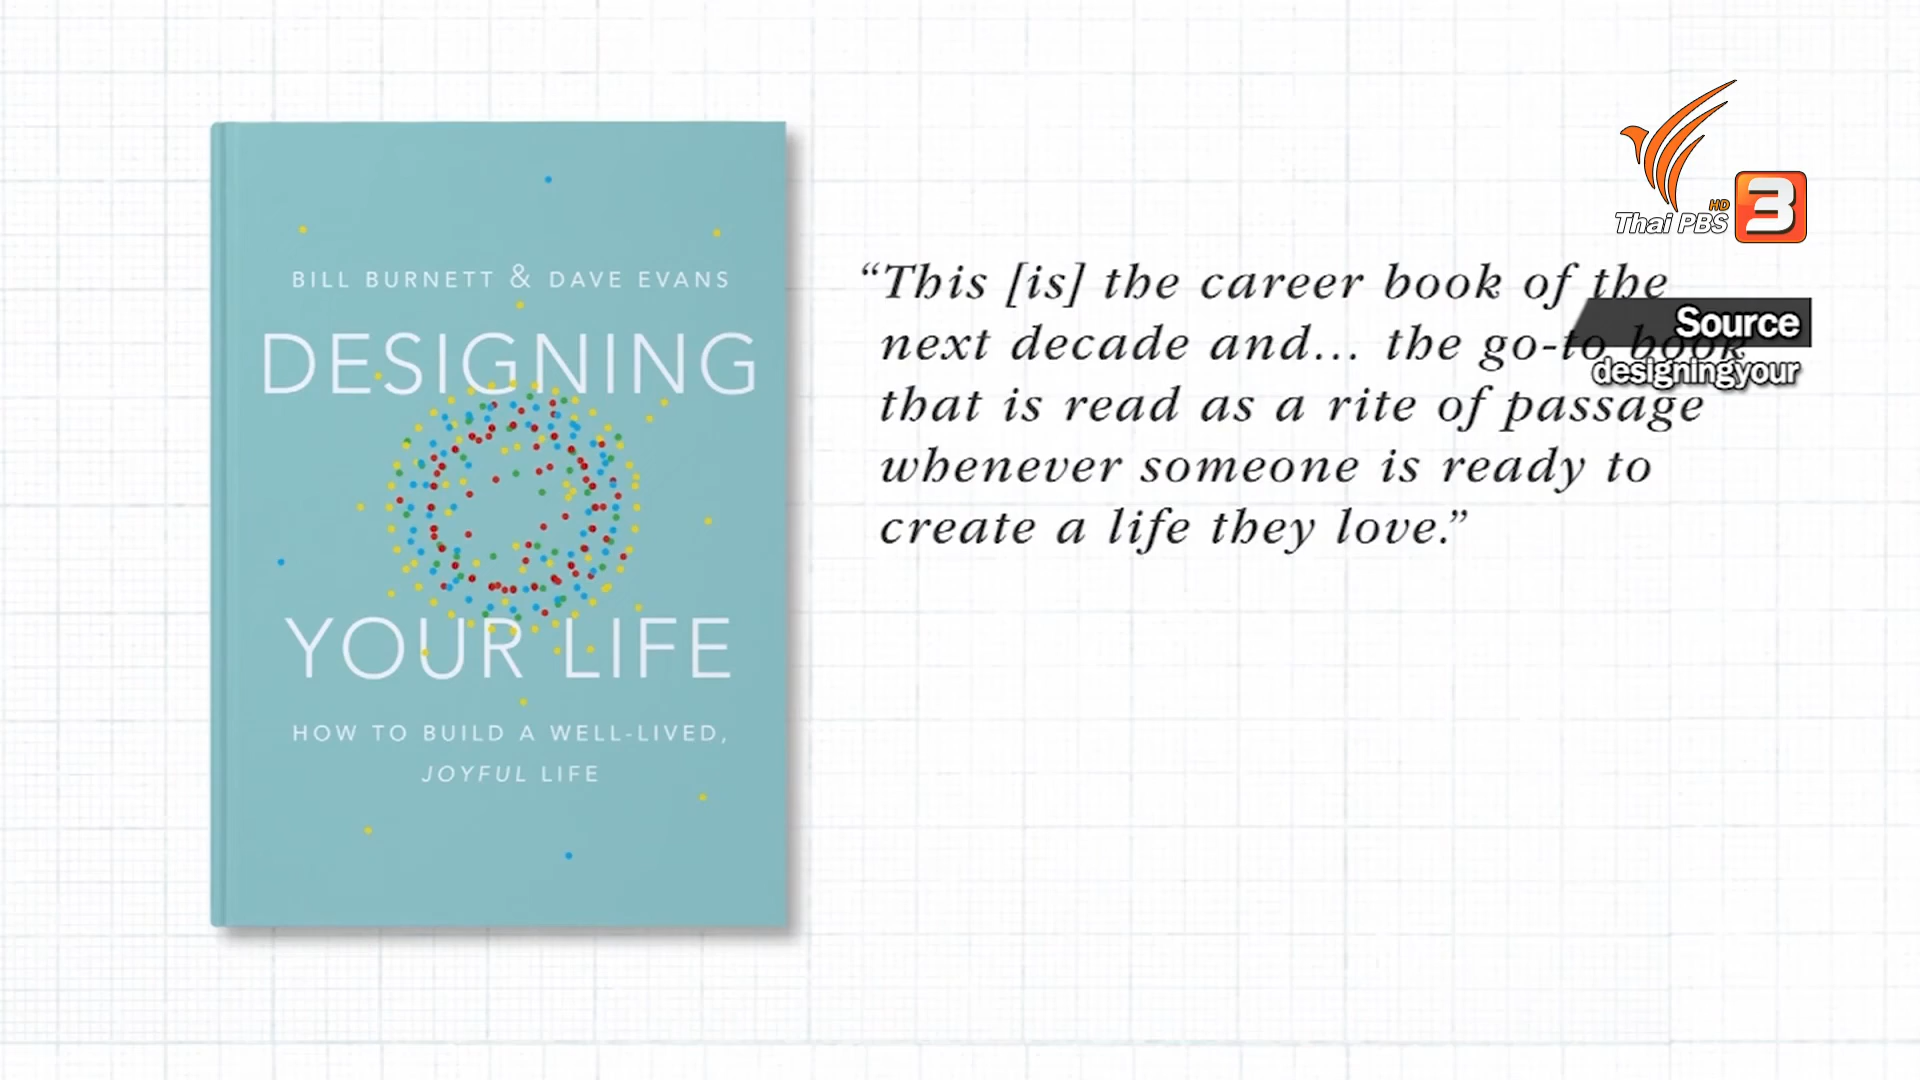 BILL BURNETT & DAVE EVANS
DESIGNING
YOUR LIFE
HOW TO BUILD A WELL-LIVED,
JOYFUL LIFE
“This [is] the career book of the
next decade and... the go-to book
that is read as a rite of passage
whenever someone is ready to
create a life they love.”
HD
Thai PBS 3
Source
designingyour